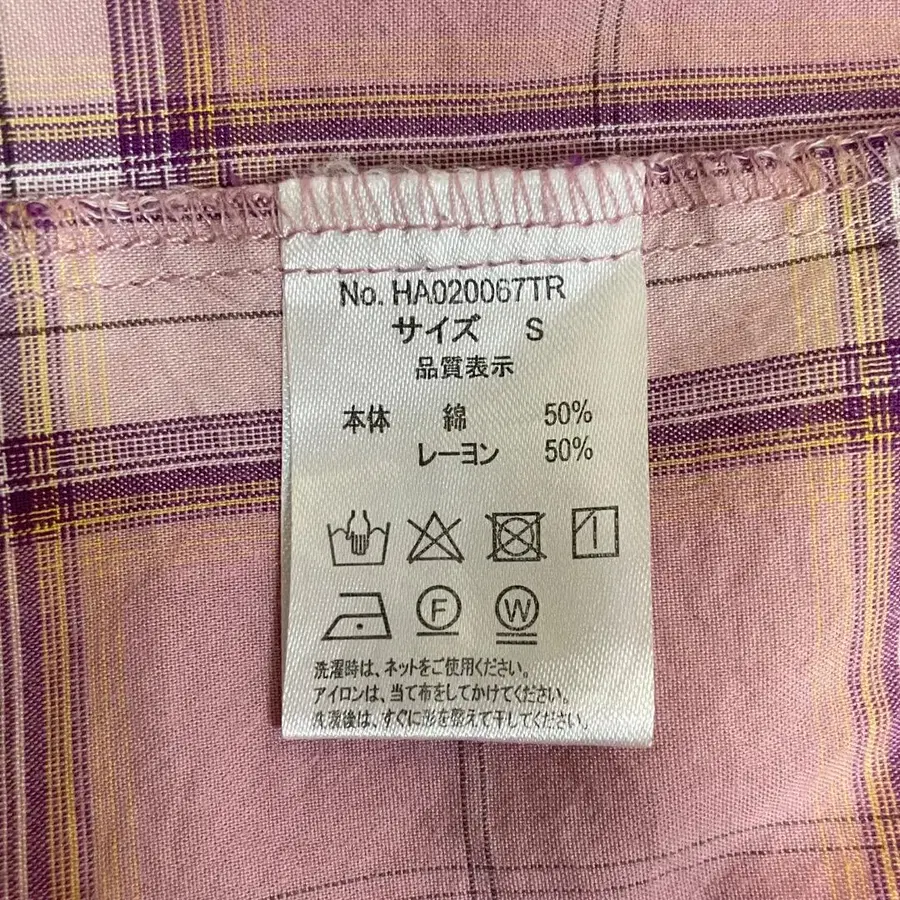 No. HA020067TR
サイズ S
品質表示
本体 綿 50%
レーヨン 50%
F W
洗濯時は、ネットをご使用ください。
アイロンは、当て布をしてかけてください。
洗濯後は、すぐに形を整えて干してください。